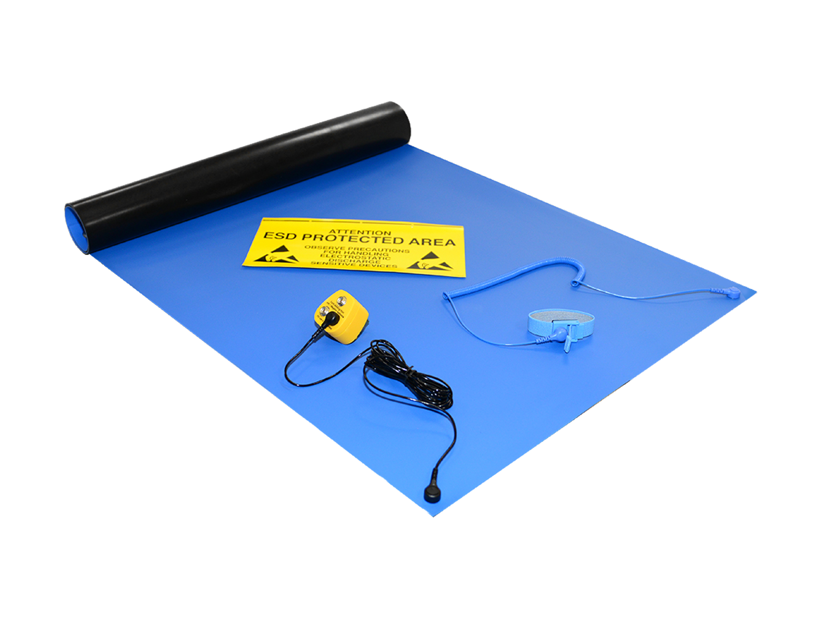 ATTENTION
ESD PROTECTED AREA
OBSERVE PRECAUTIONS
FOR HANDLING
ELECTROSTATIC
DISCHARGE
SENSITIVE DEVICES